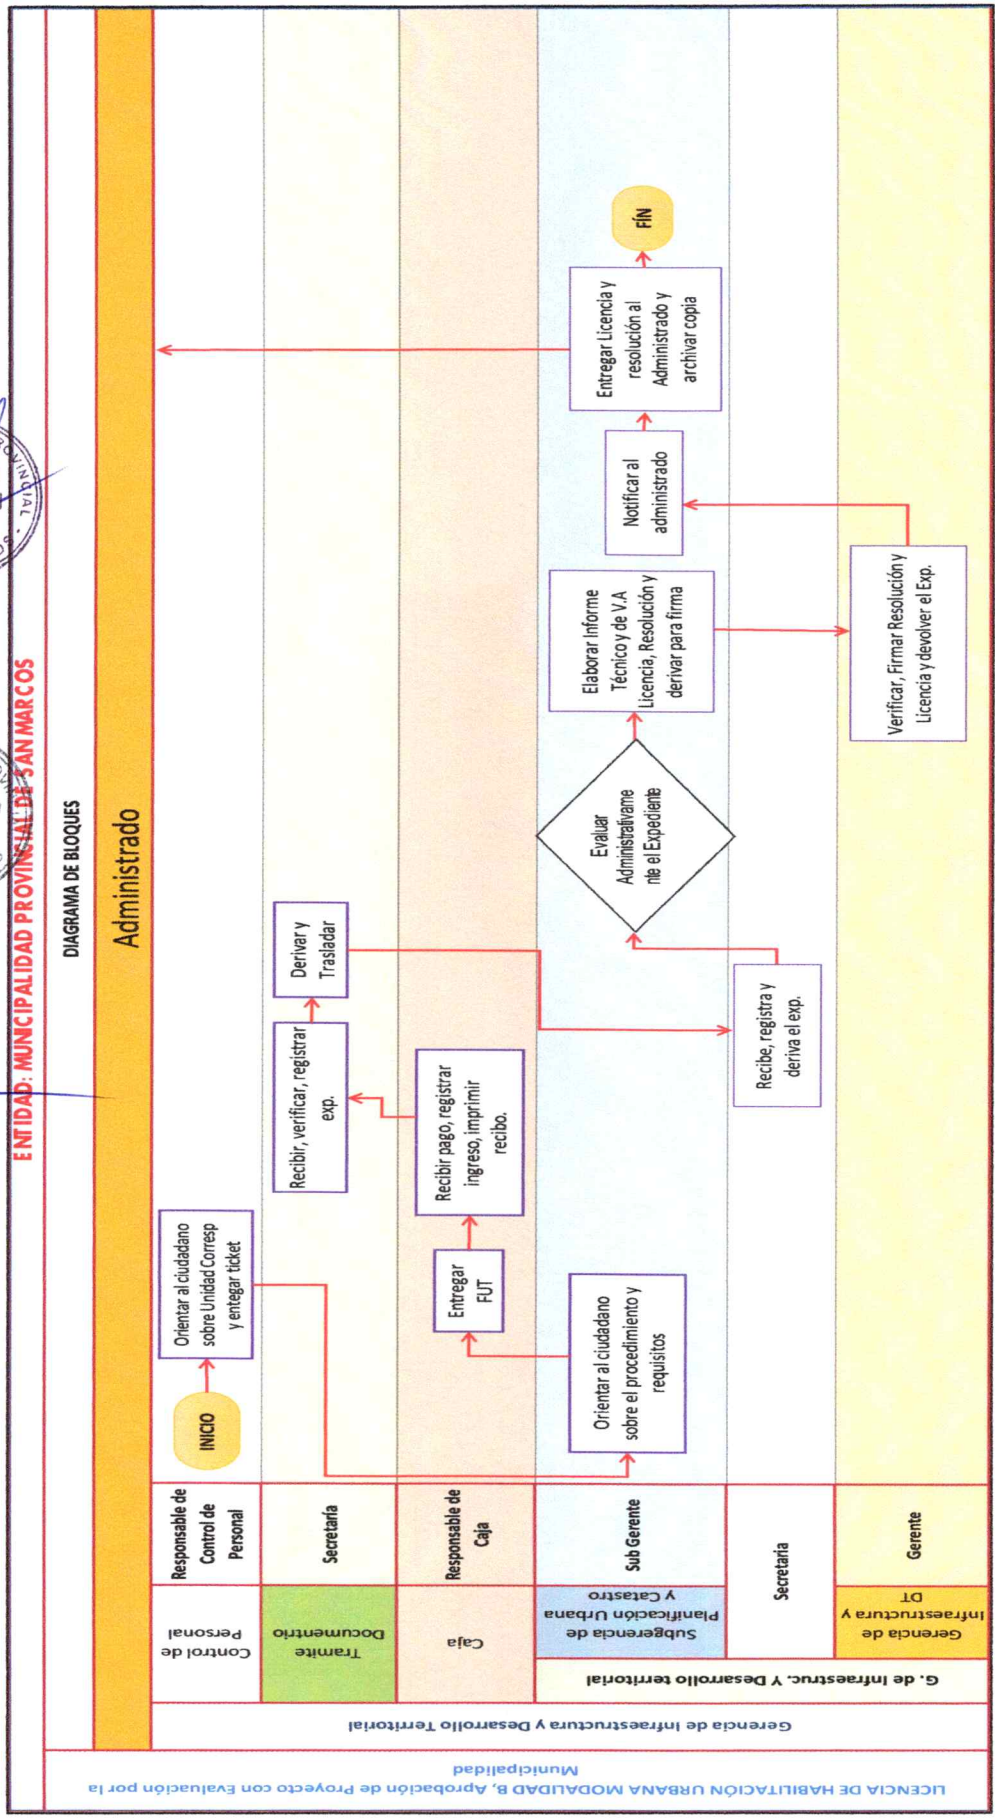 ENTIDAD: MUNICIPALIDAD PROVINCIAL DE SAN MARCOS
DIAGRAMA DE BLOQUES
Administrado
LICENCIA DE HABILITACIÓN URBANA MODALIDAD B, Aprobación de Proyecto con Evaluación por la
Municipalidad
Gerencia de Infraestructura y Desarrollo Territorial
Control de
Personal
Responsable de
Control de
Personal
INICIO
Orientar al ciudadano
sobre Unidad Corresp
y entegar ticket
Tramite
Documentrio
Secretaría
Recibir, verificar, registrar
exp.
Derivar y
Trasladar
Caja
Responsable de
Caja
Entregar
FUT
Recibir pago, registrar
ingreso, imprimir
recibo.
G. de Infraestruc. Y Desarrollo territorial
Subgerencia de
Planificación Urbana
y Catastro
Sub Gerente
Orientar al ciudadano
sobre el procedimiento y
requisitos
Evaluar
Administrativame
nte el Expediente
Elaborar Informe
Técnico y de V.A
Licencia, Resolución y
derivar para firma
Notificar al
administrado
Entregar Licencia y
resolución al
Administrado y
archivar copia
FÍN
Secretaria
Recibe, registra y
deriva el exp.
Gerencia de
Infraestructura y
DT
Gerente
Verificar, Firmar Resolución y
Licencia y devolver el Exp.